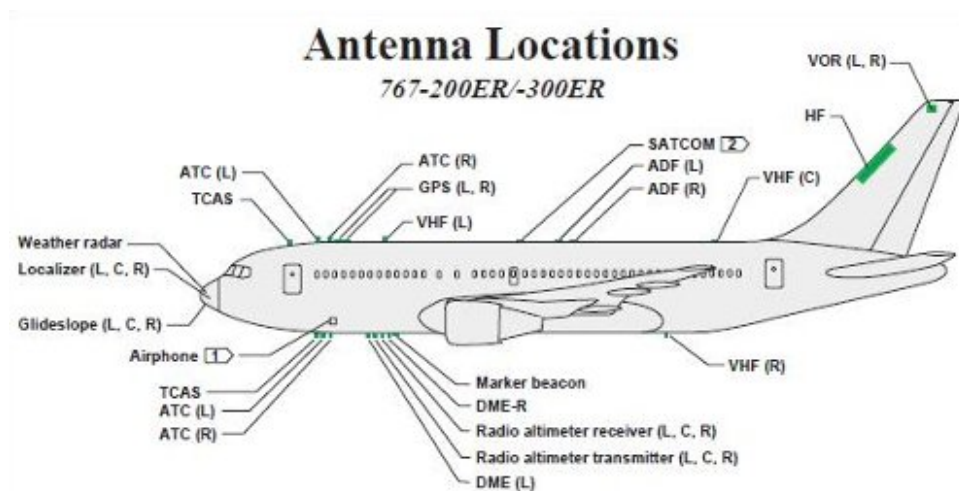 Antenna Locations
767-200ER/-300ER
VOR (L, R)
HF
SATCOM 2
ADF (L)
ADF (R)
VHF (C)
ATC (R)
GPS (L, R)
VHF (L)
ATC (L)
TCAS
Weather radar
Localizer (L, C, R)
Glideslope (L, C, R)
Airphone 1
TCAS
ATC (L)
ATC (R)
Marker beacon
DME-R
Radio altimeter receiver (L, C, R)
Radio altimeter transmitter (L, C, R)
DME (L)
VHF (R)